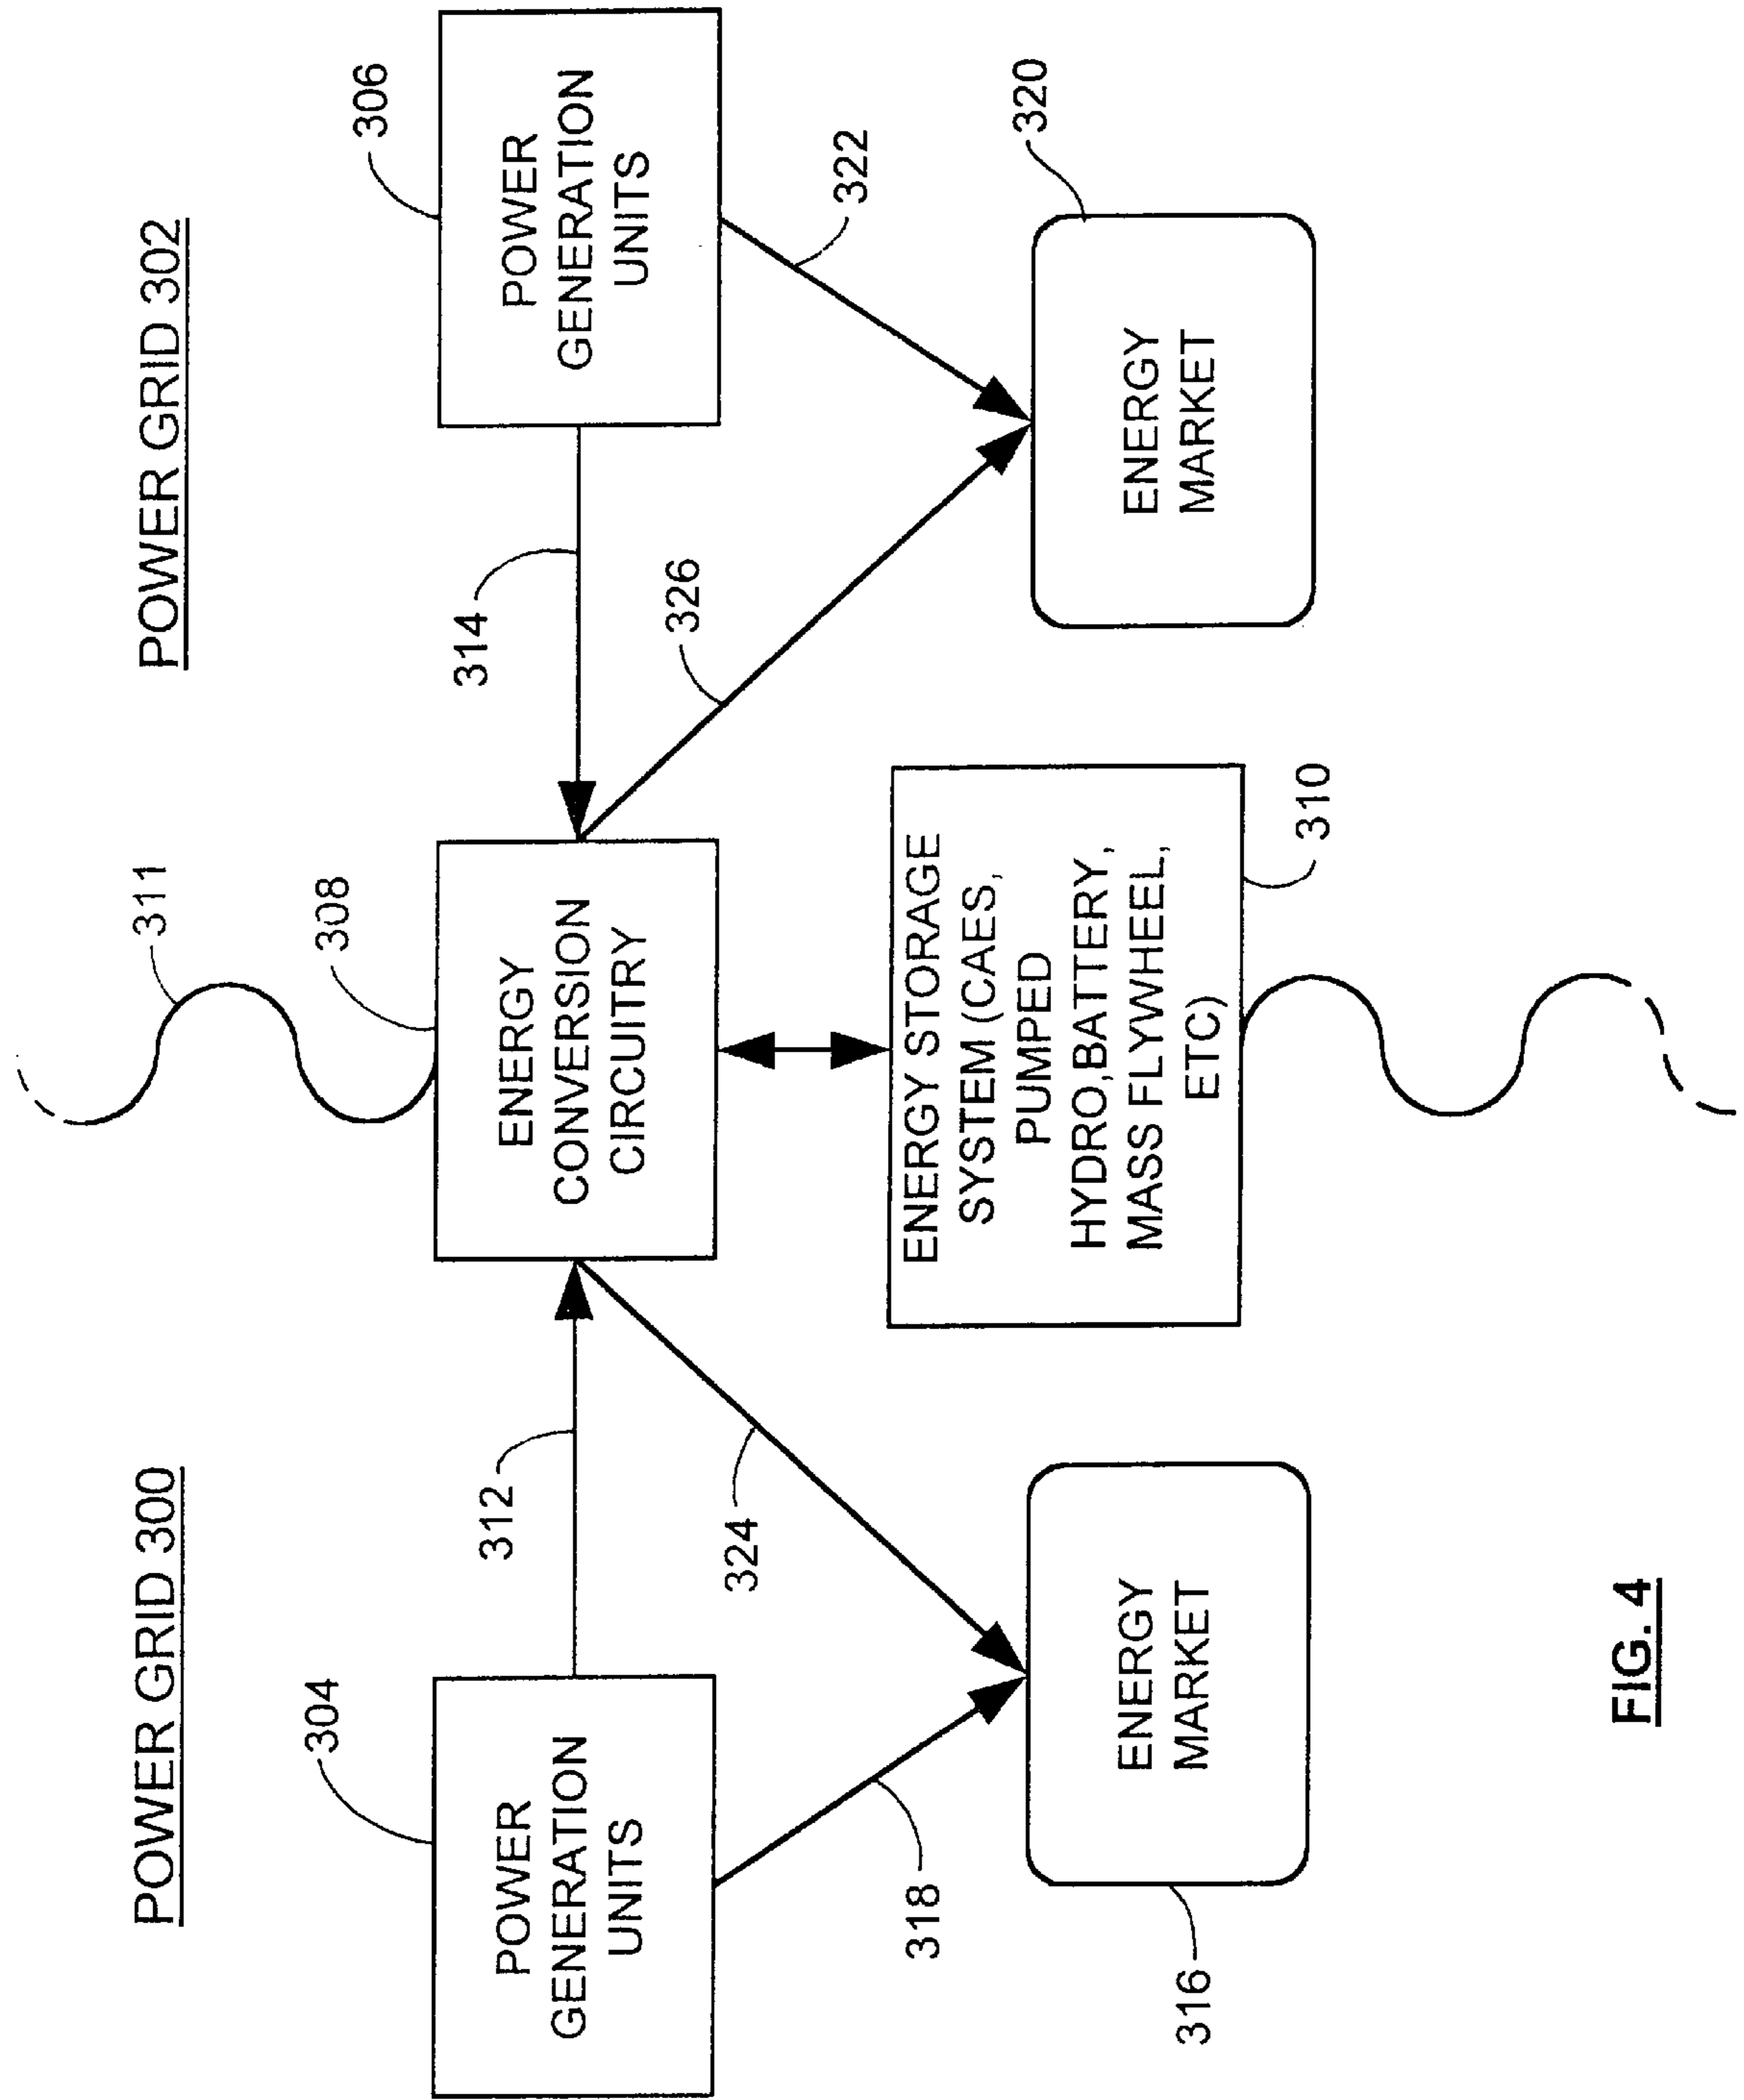 POWER GRID 300
POWER GRID 302
311
304
POWER
GENERATION
UNITS
312
308
ENERGY
CONVERSION
CIRCUITRY
314
306
POWER
GENERATION
UNITS
318
324
326
322
316
ENERGY
MARKET
ENERGY STORAGE
SYSTEM (CAES,
PUMPED
HYDRO,BATTERY,
MASS FLYWHEEL,
ETC)
310
320
ENERGY
MARKET
FIG. 4